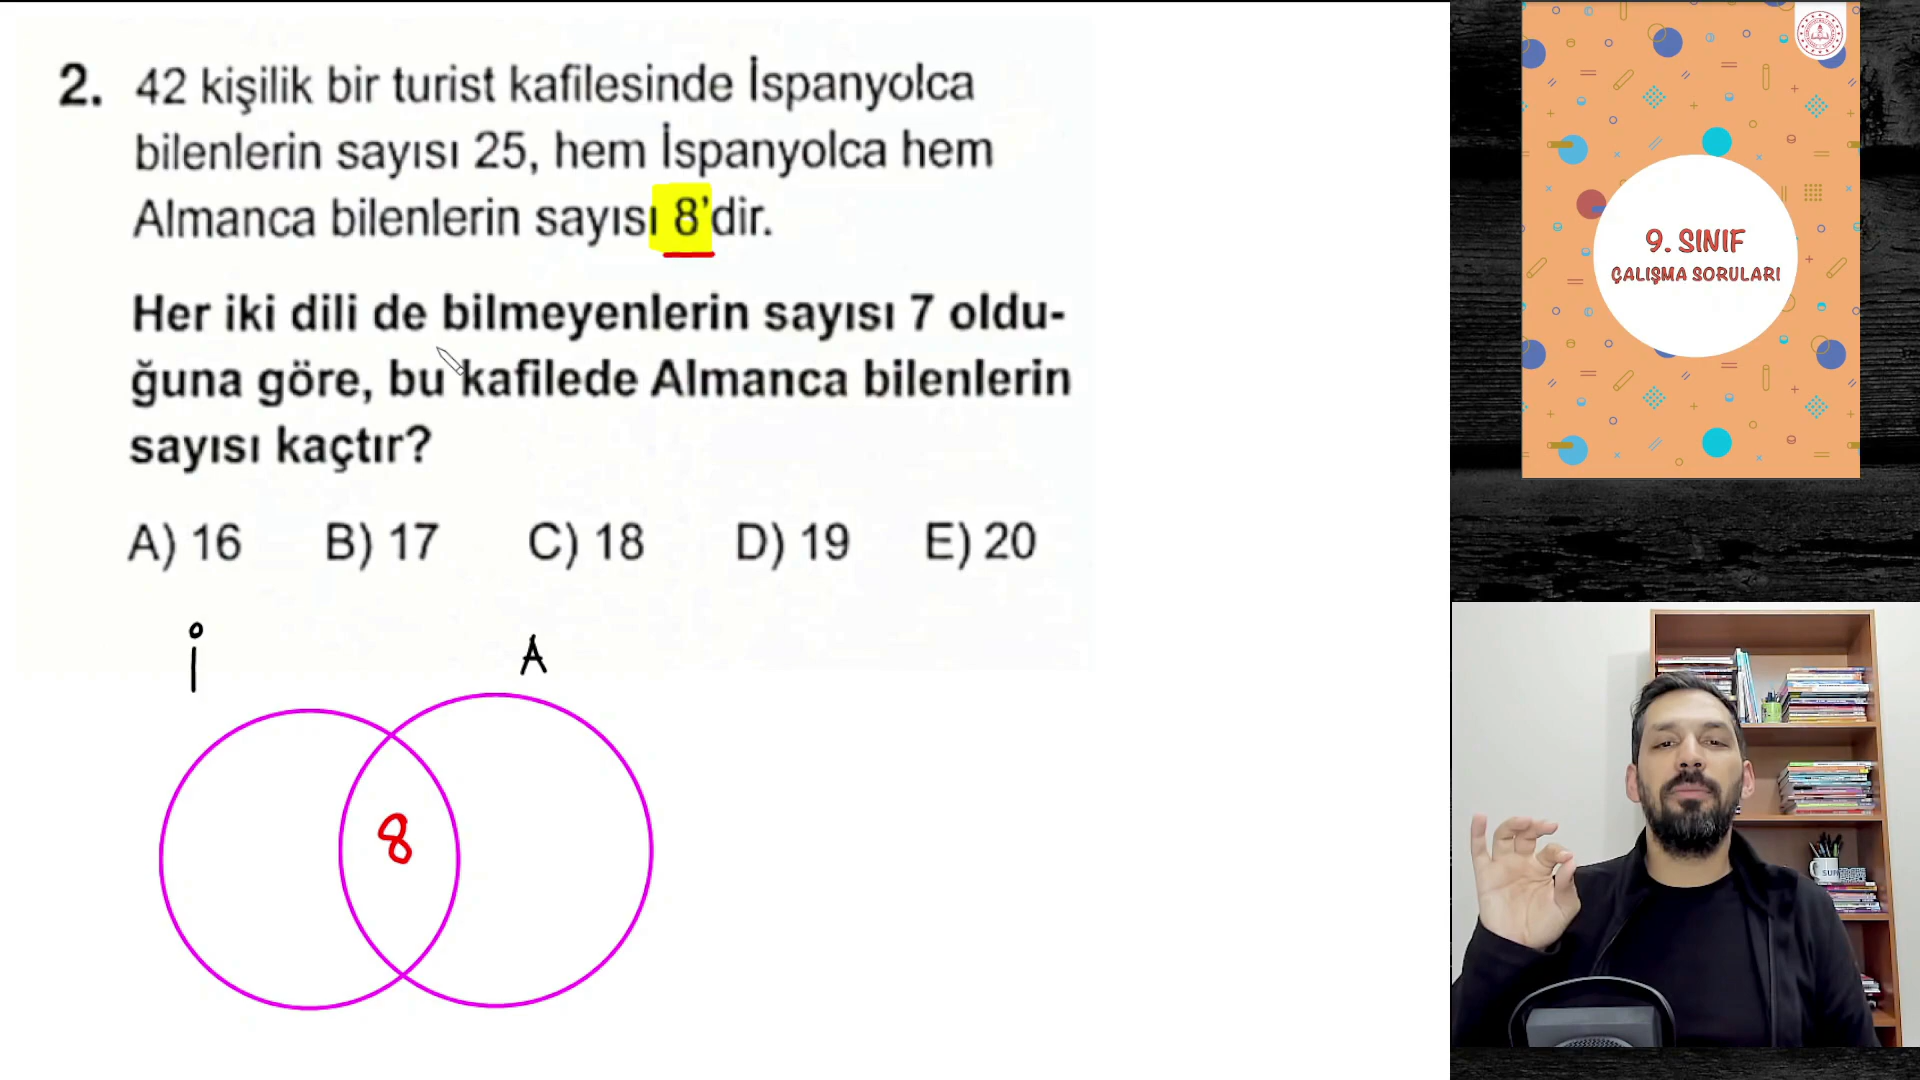 2. 42 kişilik bir turist kafilesinde İspanyolca
bilenlerin sayısı 25, hem İspanyolca hem
Almanca bilenlerin sayısı 8'dir.
Her iki dili de bilmeyenlerin sayısı 7 oldu-
ğuna göre, bu kafilede Almanca bilenlerin
sayısı kaçtır?
A) 16 B) 17 C) 18 D) 19 E) 20
İ A
8
9. SINIF
ÇALIŞMA SORULARI
SUP